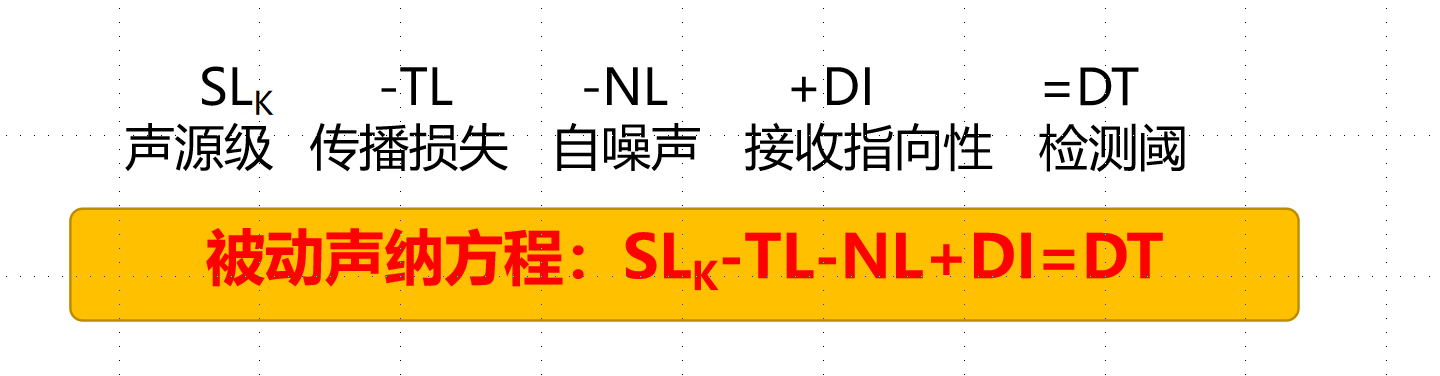 SLK -TL -NL +DI =DT
声源级 传播损失 自噪声 接收指向性 检测阈
被动声纳方程：SLK-TL-NL+DI=DT